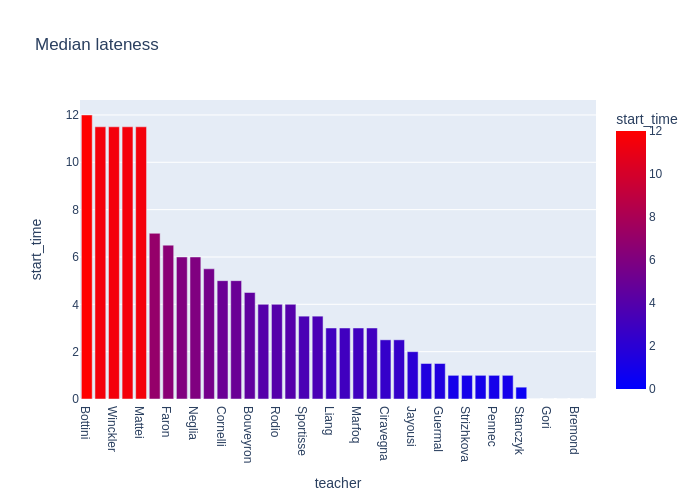 Median lateness
start_time
12
10
8
6
4
2
0
start_time
12
10
8
6
4
2
0
Bottini
Winckler
Mattei
Faron
Neglia
Cornelli
Bouveyron
Rodio
Sportisse
Liang
Marfoq
Ciravegna
Jayousi
Guermal
Strizhkova
Pennec
Stanczyk
Gori
Bremond
teacher